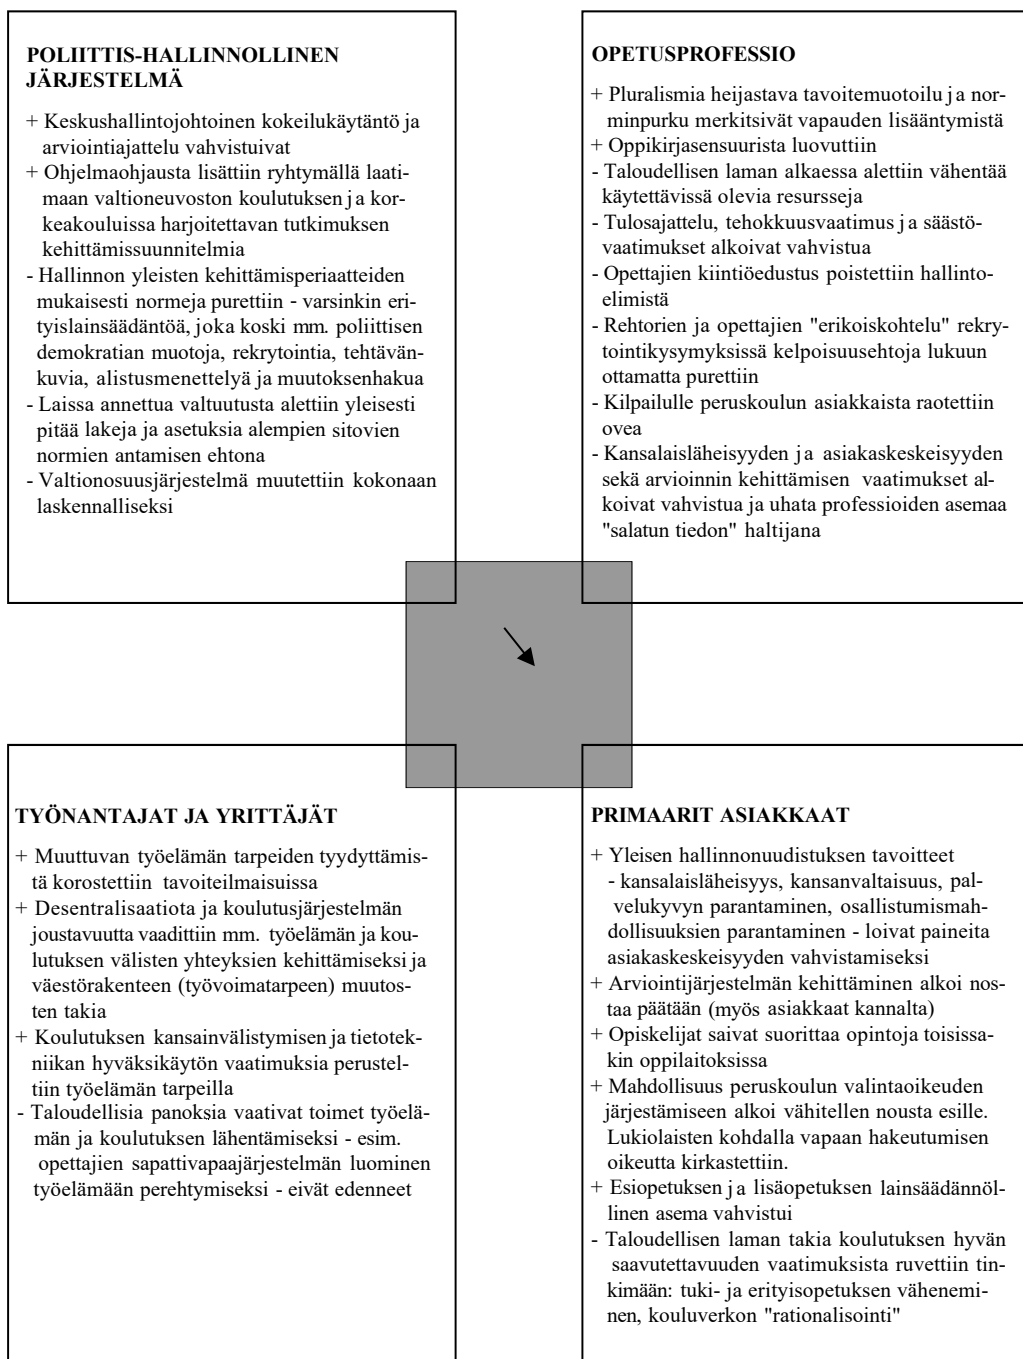 POLIITTIS-HALLINNOLLINEN
JÄRJESTELMÄ
+ Keskushallintojohtoinen kokeilukäytäntö ja
arviointiajattelu vahvistuivat
+ Ohjelmaohjausta lisättiin ryhtymällä laati-
maan valtioneuvoston koulutuksen ja kor-
keakouluissa harjoitettavan tutkimuksen
kehittämissuunnitelmia
- Hallinnon yleisten kehittämisperiaatteiden
mukaisesti normeja purettiin - varsinkin eri-
tyislainsäädäntöä, joka koski mm. poliittisen
demokratian muotoja, rekrytointia, tehtävän-
kuvia, alistusmenettelyä ja muutoksenhakua
- Laissa annettua valtuutusta alettiin yleisesti
pitää lakeja ja asetuksia alempien sitovien
normien antamisen ehtona
- Valtionosuusjärjestelmä muutettiin kokonaan
laskennalliseksi
OPETUSPROFESSIO
+ Pluralismia heijastava tavoitemuotoilu ja nor-
minpurku merkitsivät vapauden lisääntymistä
+ Oppikirjasensuurista luovuttiin
- Taloudellisen laman alkaessa alettiin vähentää
käytettävissä olevia resursseja
- Tulosajattelu, tehokkuusvaatimus ja säästö-
vaatimukset alkoivat vahvistua
- Opettajien kiintiöedustus poistettiin hallinto-
elimistä
- Rehtorien ja opettajien "erikoiskohtelu" rekry-
tointikysymyksissä kelpoisuusehtoja lukuun
ottamatta purettiin
- Kilpailulle peruskoulun asiakkaista raotettiin
ovea
- Kansalaisläheisyyden ja asiakaskeskeisyyden
sekä arvioinnin kehittämisen vaatimukset al-
koivat vahvistua ja uhata professioiden asemaa
"salatun tiedon" haltijana
TYÖNANTAJAT JA YRITTÄJÄT
+ Muuttuvan työelämän tarpeiden tyydyttämis-
tä korostettiin tavoiteilmaisuissa
+ Desentralisaatiota ja koulutusjärjestelmän
joustavuutta vaadittiin mm. työelämän ja kou-
lutuksen välisten yhteyksien kehittämiseksi ja
väestörakenteen (työvoimatarpeen) muutos-
ten takia
+ Koulutuksen kansainvälistymisen ja tietotek-
niikan hyväksikäytön vaatimuksia perustel-
tiin työelämän tarpeilla
- Taloudellisia panoksia vaativat toimet työelä-
män ja koulutuksen lähentämiseksi - esim.
opettajien sapattivapaajärjestelmän luominen
työelämään perehtymiseksi - eivät edenneet
PRIMAARIT ASIAKKAAT
+ Yleisen hallinnonuudistuksen tavoitteet
- kansalaisläheisyys, kansanvaltaisuus, pal-
velukyvyn parantaminen, osallistumismah-
dollisuuksien parantaminen - loivat paineita
asiakaskeskeisyyden vahvistamiseksi
+ Arviointijärjestelmän kehittäminen alkoi nos-
taa päätään (myös asiakkaat kannalta)
+ Opiskelijat saivat suorittaa opintoja toisissa-
kin oppilaitoksissa
+ Mahdollisuus peruskoulun valintaoikeuden
järjestämiseen alkoi vähitellen nousta esille.
Lukiolaisten kohdalla vapaan hakeutumisen
oikeutta kirkastettiin.
+ Esiopetuksen ja lisäopetuksen lainsäädännöl-
linen asema vahvistui
- Taloudellisen laman takia koulutuksen hyvän
saavutettavuuden vaatimuksista ruvettiin tin-
kimään: tuki- ja erityisopetuksen vähenemi-
nen, kouluverkon "rationalisointi"